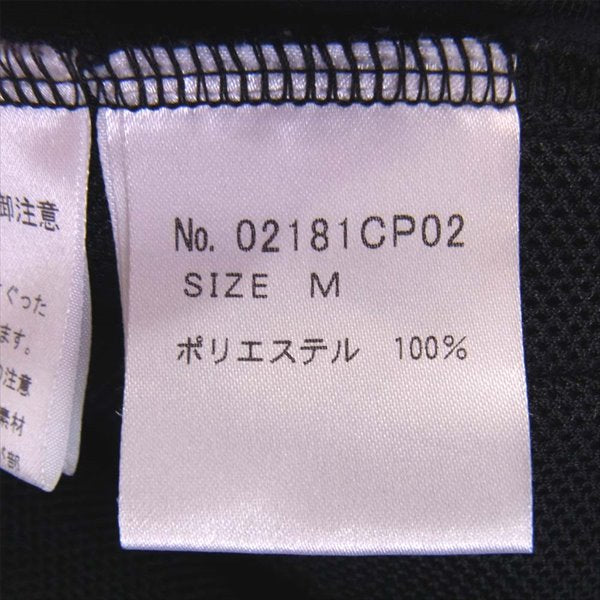 No. 02181CP02
SIZE M
ポリエステル 100%
御注意
ぐった
ます。
注意
素材
部